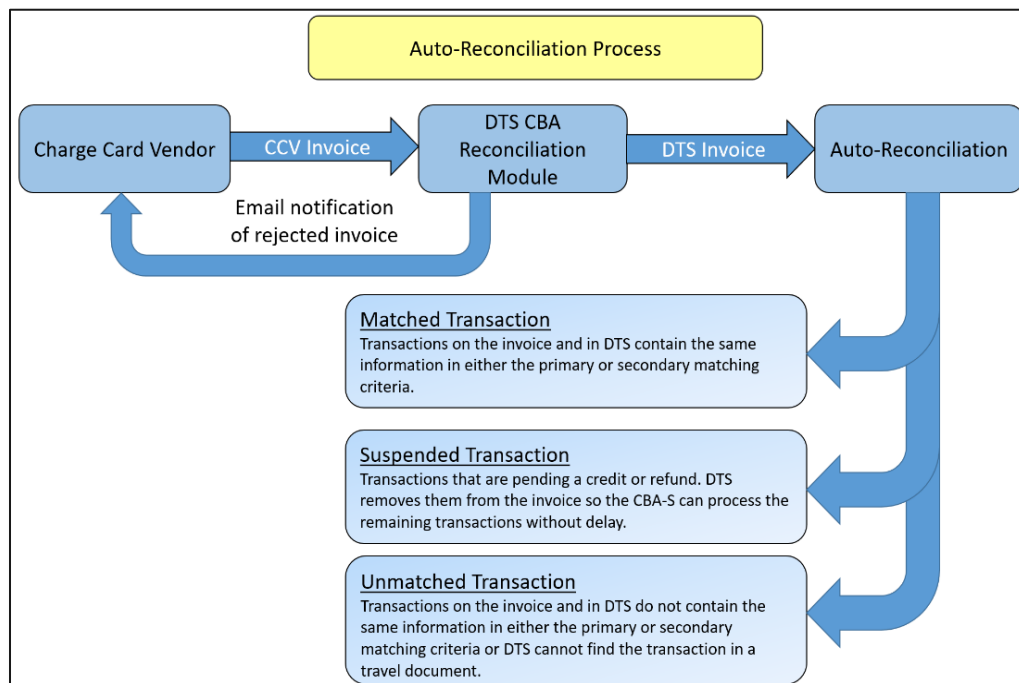 Auto-Reconciliation Process
Charge Card Vendor
CCV Invoice
DTS CBA
Reconciliation
Module
DTS Invoice
Auto-Reconciliation
Email notification
of rejected invoice
Matched Transaction
Transactions on the invoice and in DTS contain the same
information in either the primary or secondary matching
criteria.
Suspended Transaction
Transactions that are pending a credit or refund. DTS
removes them from the invoice so the CBA-S can process the
remaining transactions without delay.
Unmatched Transaction
Transactions on the invoice and in DTS do not contain the
same information in either the primary or secondary
matching criteria or DTS cannot find the transaction in a
travel document.